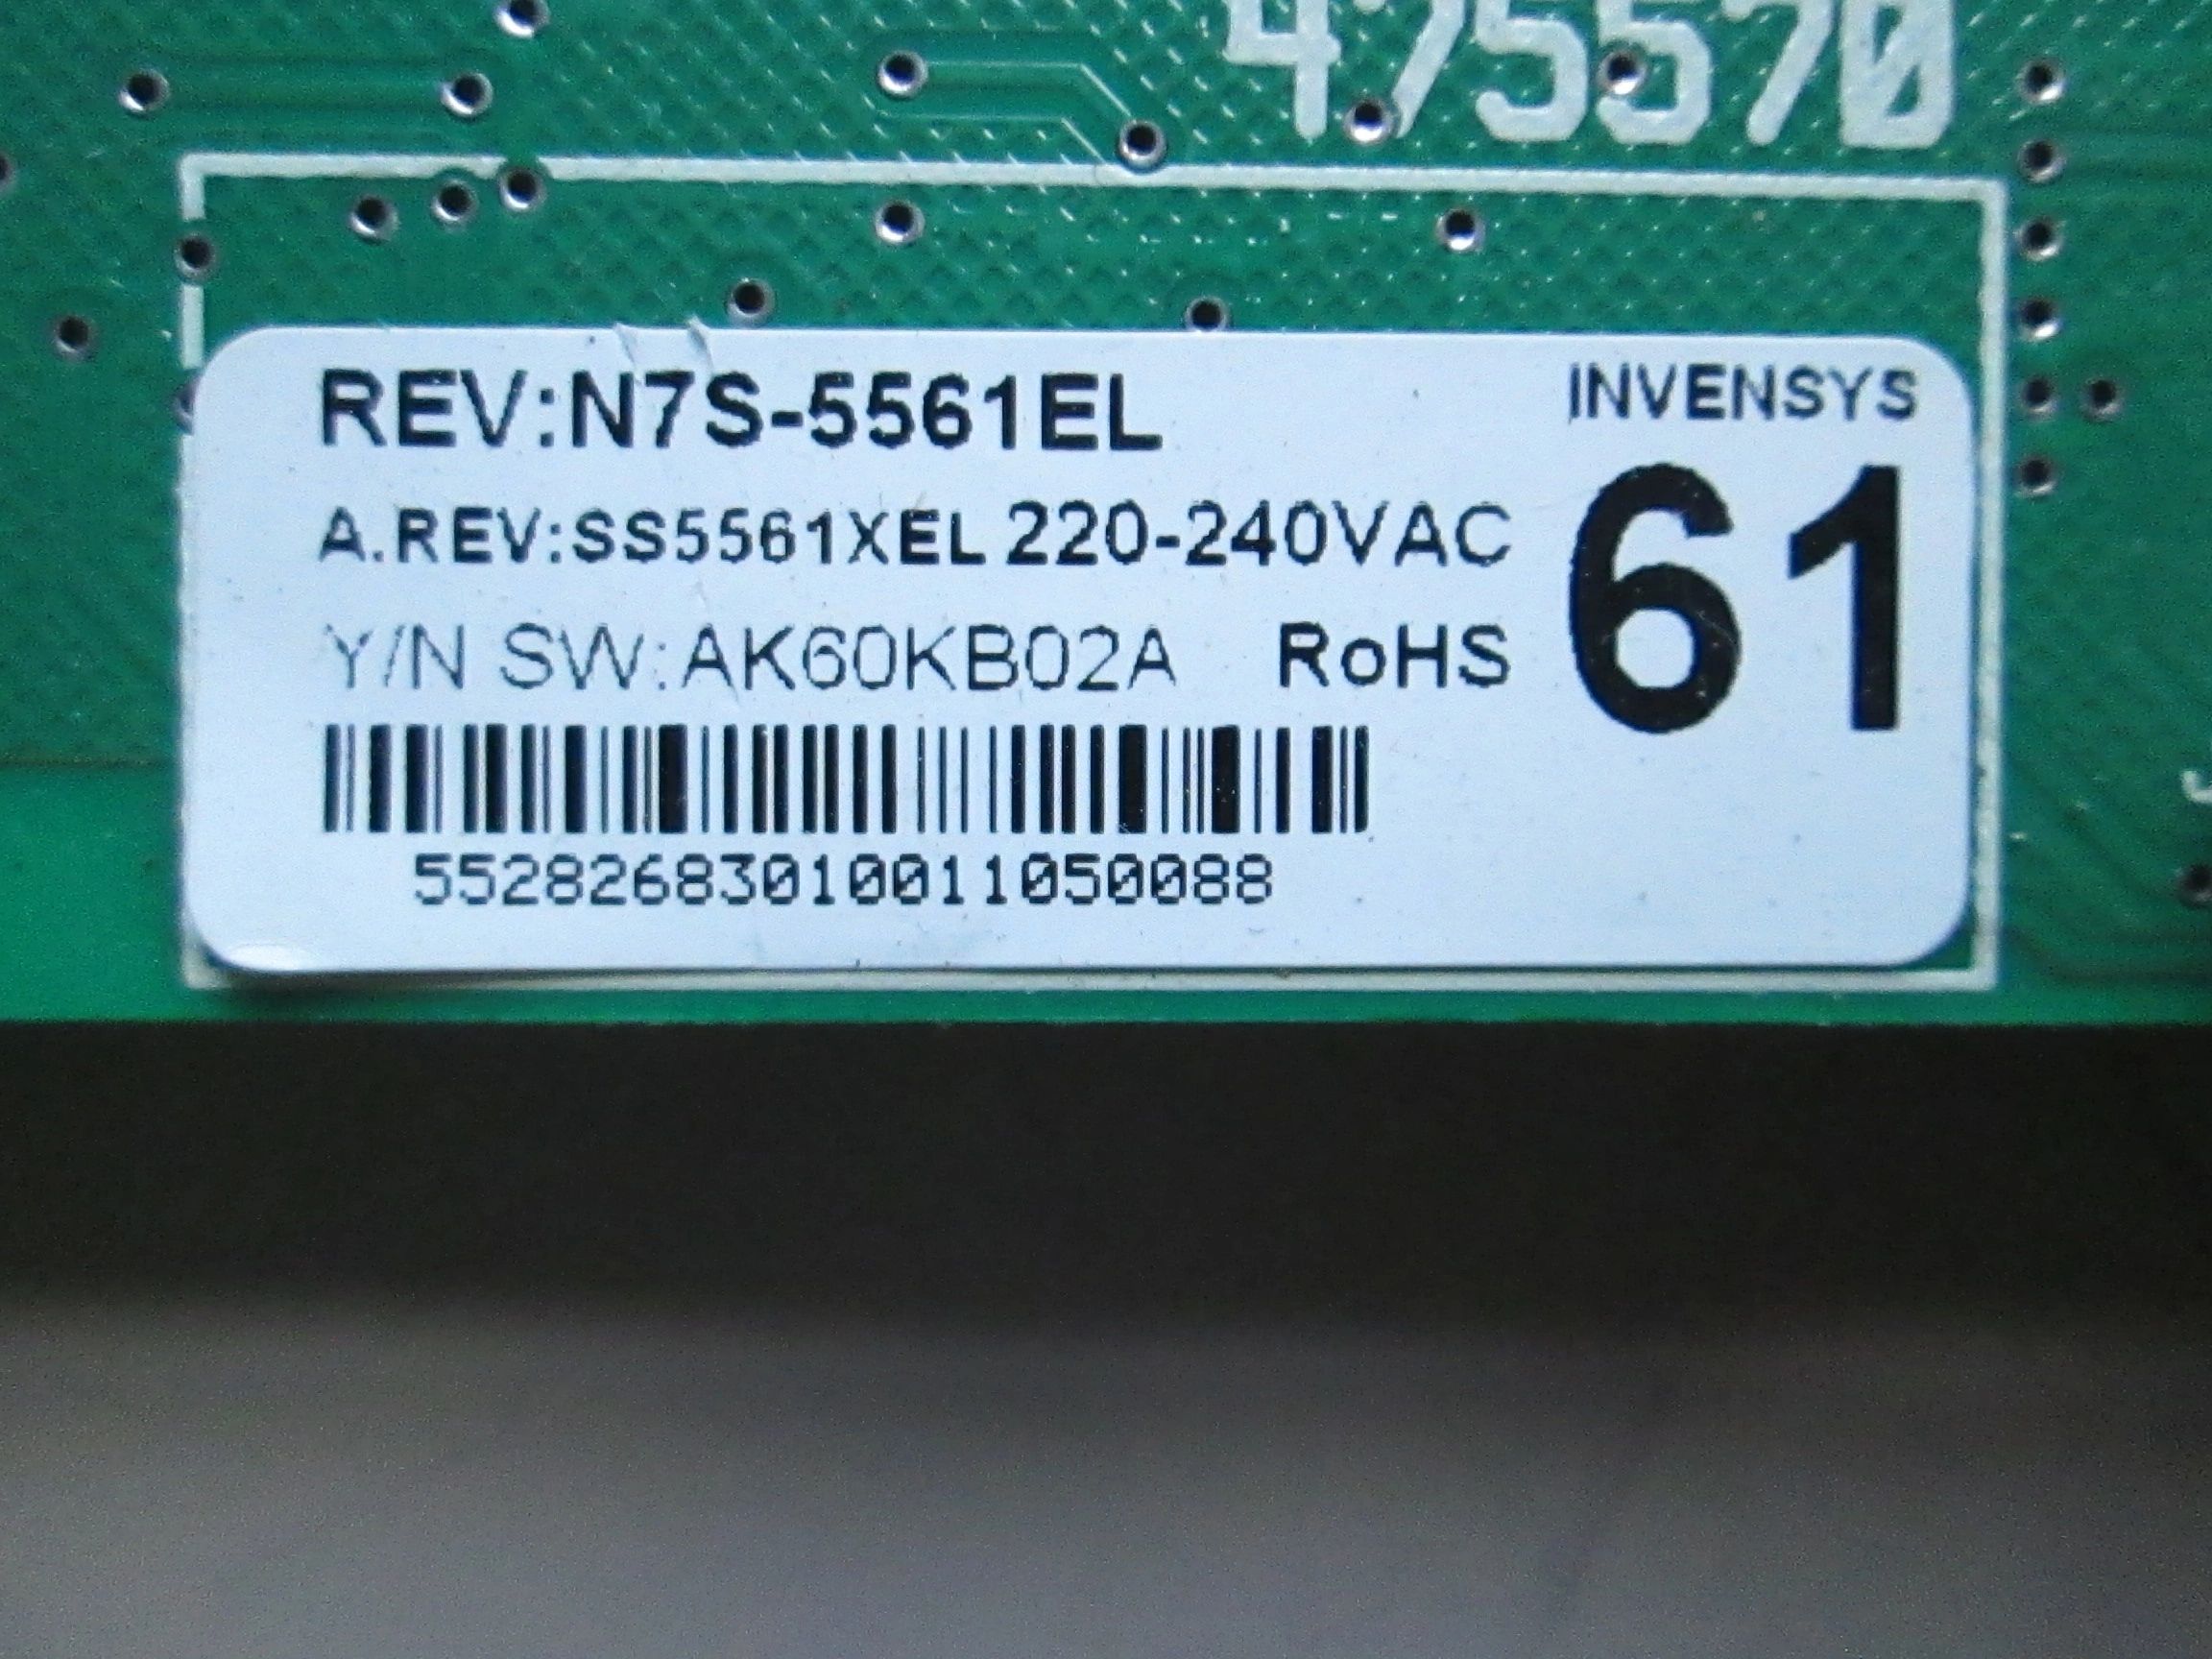 475570
REV:N7S-5561EL
INVENSYS
A.REV:SS5561XEL 220-240VAC
61
Y/N SW:AK60KB02A RoHS
55282683010011050088